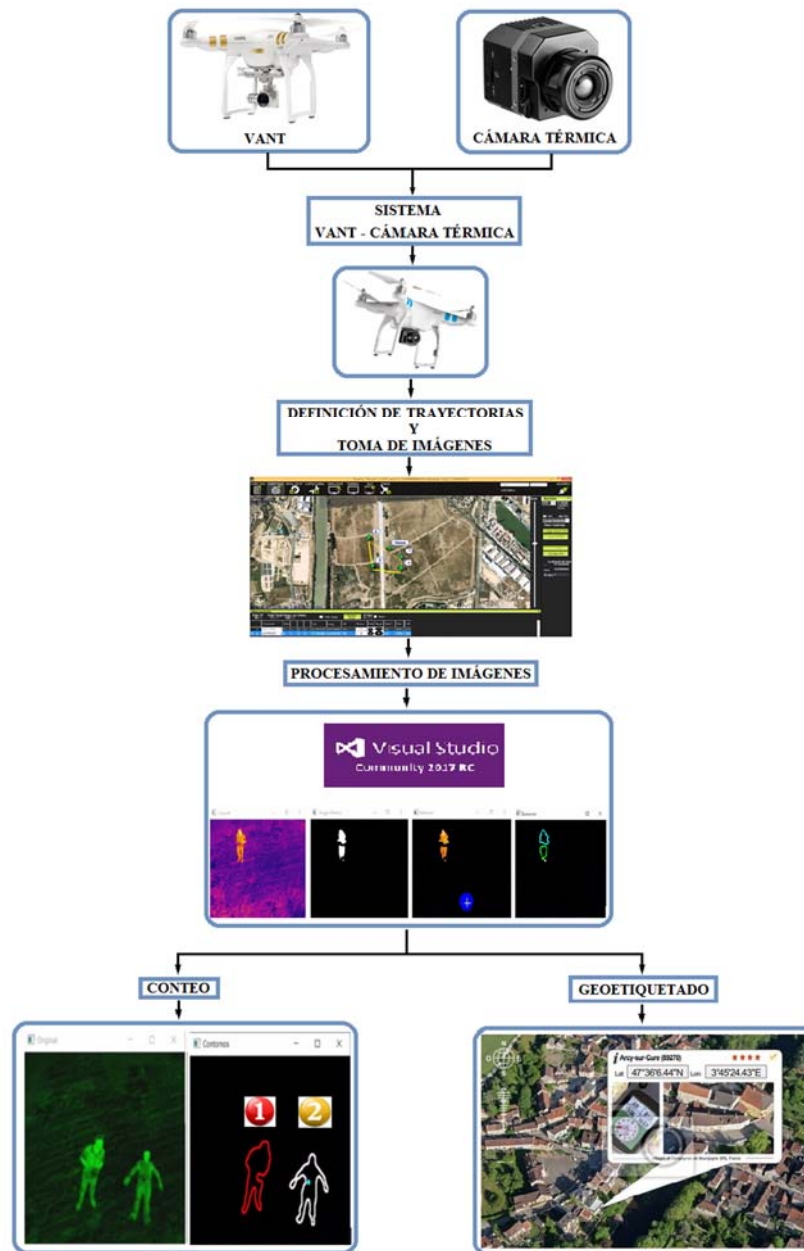 VANT
CÁMARA TÉRMICA
SISTEMA
VANT - CÁMARA TÉRMICA
DEFINICIÓN DE TRAYECTORIAS
Y
TOMA DE IMÁGENES
PROCESAMIENTO DE IMÁGENES
Visual Studio
Community 2017 RC
CONTEO
GEOETIQUETADO
Original
Contornos
1
2
Arcy-sur-Cure (89270)
Lat 47°36'6.44"N Lon 3°45'24.43"E